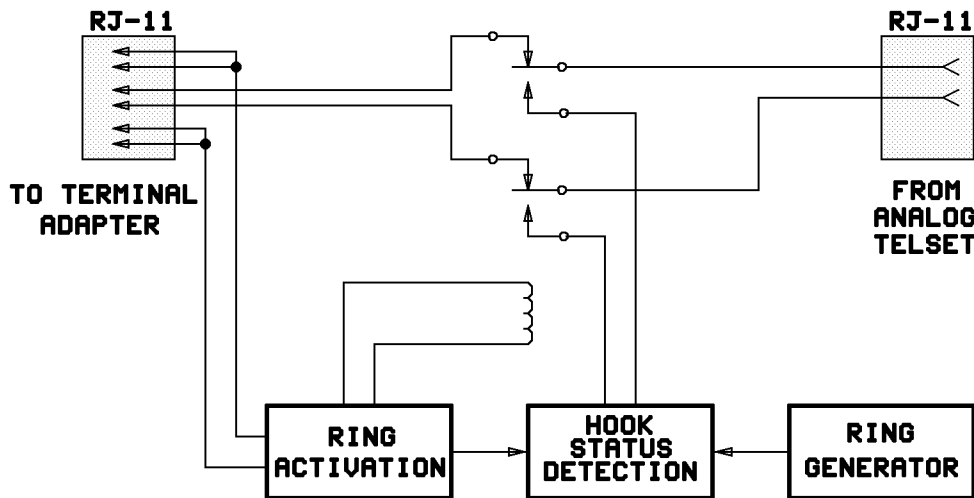 RJ-11
RJ-11
TO TERMINAL
ADAPTER
FROM
ANALOG
TELSET
RING
ACTIVATION
HOOK
STATUS
DETECTION
RING
GENERATOR